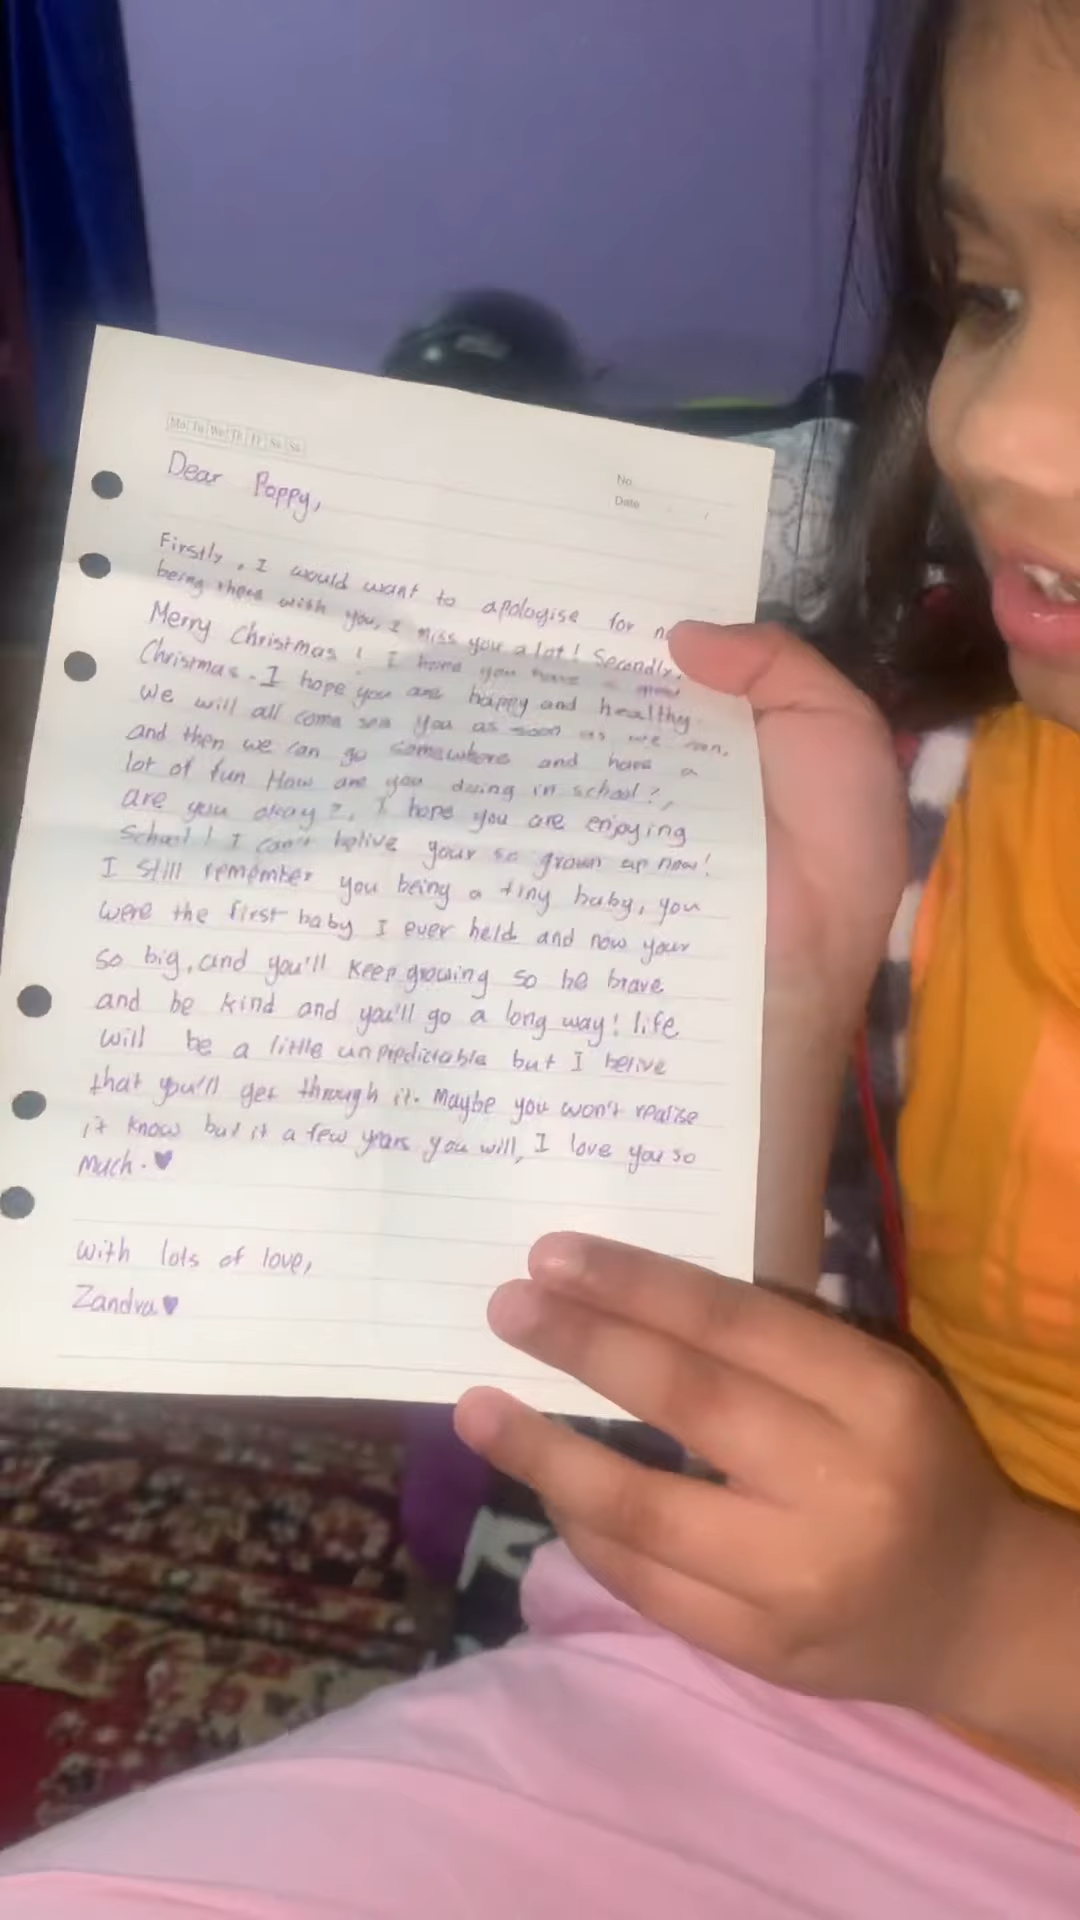 Mo Tu We Th Fr Sa Su
No
Date /
Dear Poppy,
Firstly, I would want to apologise for
being there with you, I miss you a lot! Secondly,
Merry Christmas! I hope you have a great
Christmas. I hope you are happy and healthy.
We will all come see you as soon as we can,
and then we can go somewhere and have a
lot of fun How are you doing in school?,
are you okay?, I hope you are enjoying
School! I can't belive your so grown up now!
I still remember you being a tiny baby, you
were the first baby I ever held and now your
so big, and you'll keep growing so be brave
and be kind and you'll go a long way! life
will be a little unpredictable but I belive
that you'll get through it. Maybe you won't realise
it know but it a few years you will, I love you so
much. ♥
with lots of love,
Zandra ♥